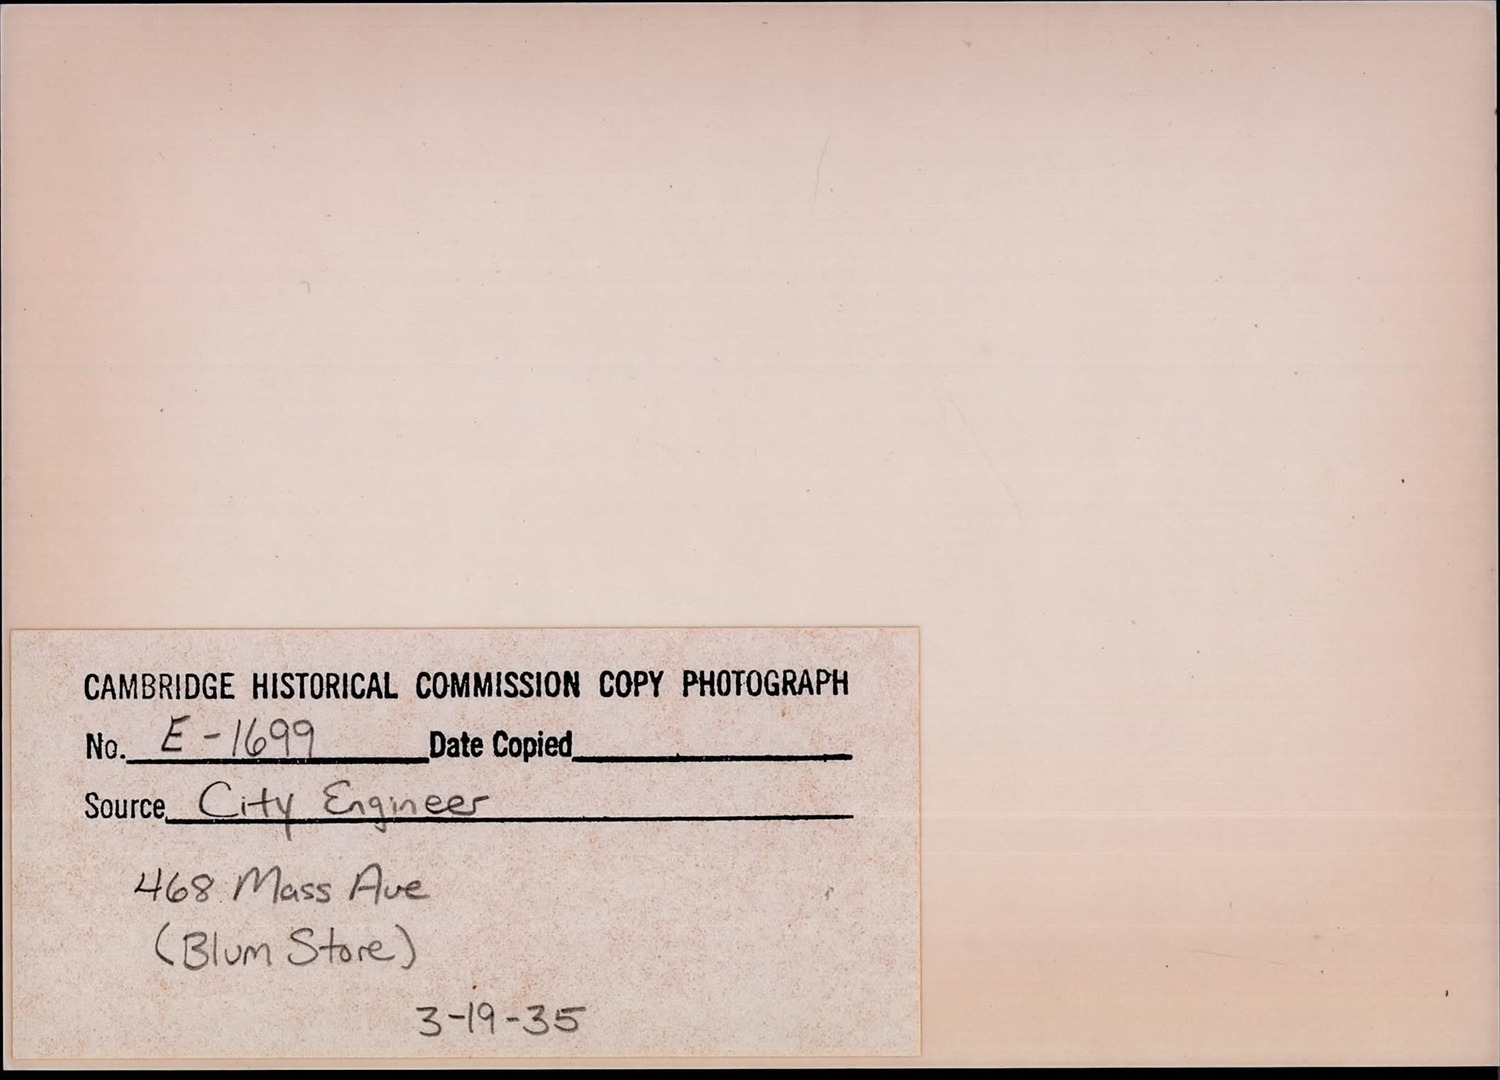 CAMBRIDGE HISTORICAL COMMISSION COPY PHOTOGRAPH
No. E-1699 Date Copied
Source City Engineer
468 Mass Ave
(Blum Store)
3-19-35